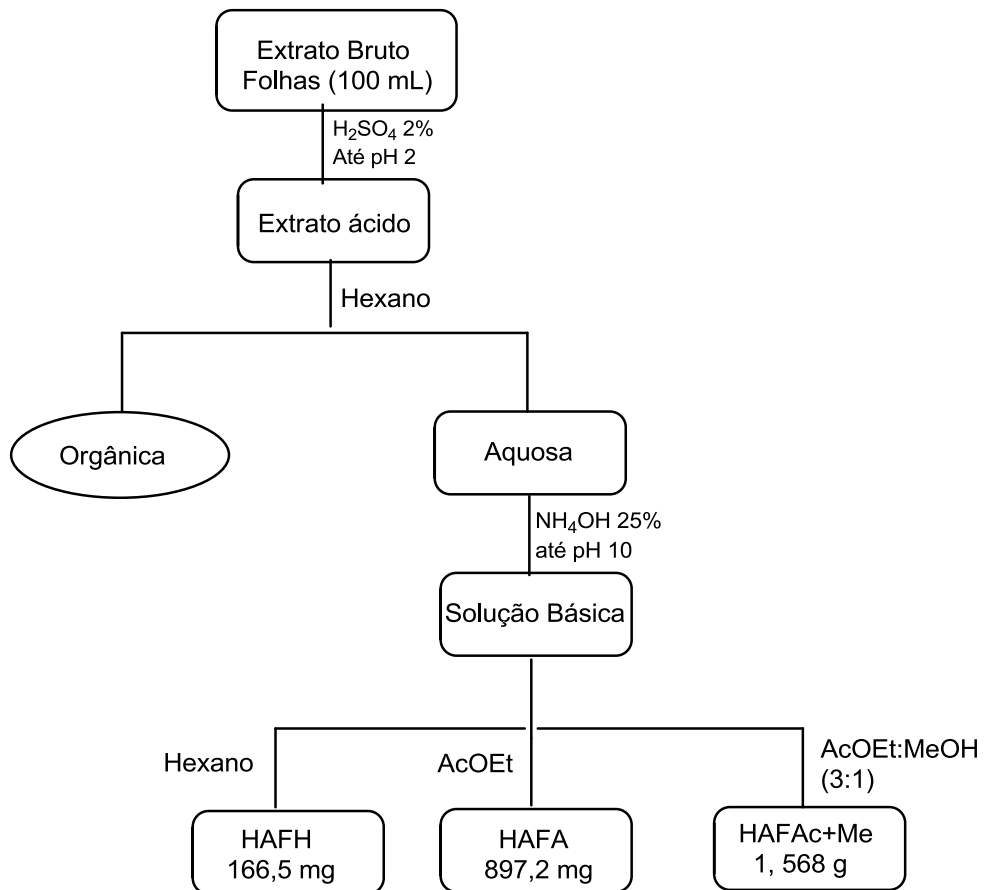 Extrato Bruto
Folhas (100 mL)
H₂SO₄ 2%
Até pH 2
Extrato ácido
Hexano
Orgânica
Aquosa
NH₄OH 25%
até pH 10
Solução Básica
Hexano
AcOEt
AcOEt:MeOH
(3:1)
HAFH
166,5 mg
HAFA
897,2 mg
HAFAc+Me
1, 568 g